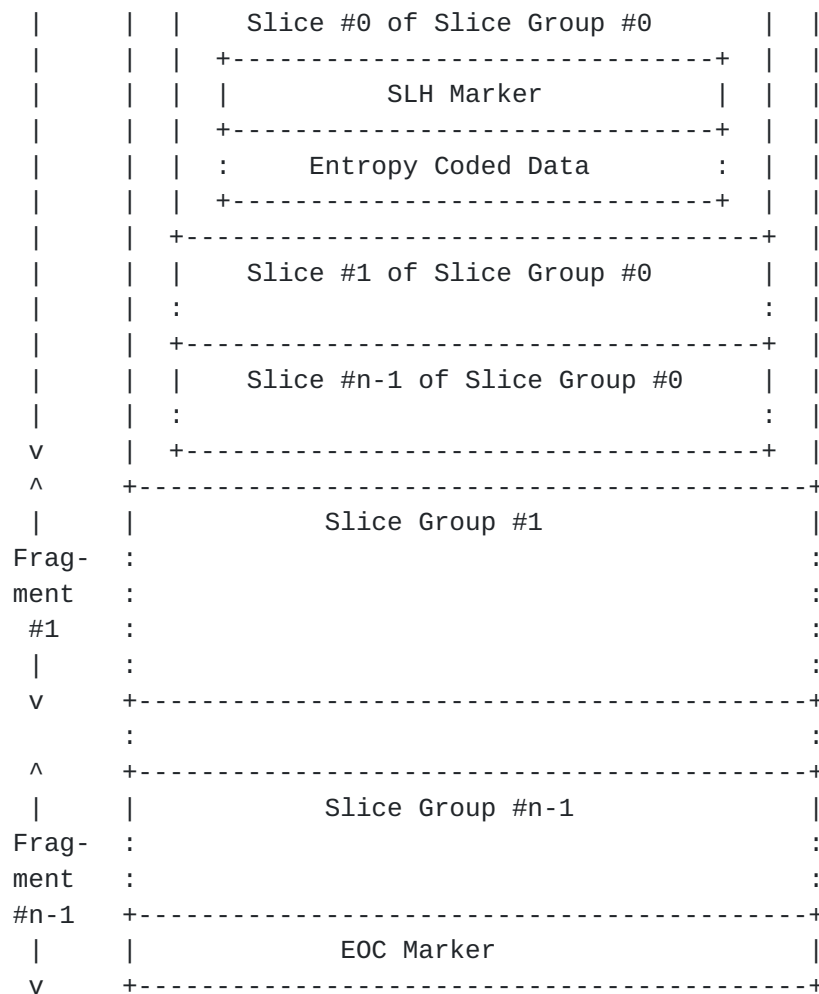 |     |  |    Slice #0 of Slice Group #0       |  |
|     |  |  +-------------------------------+  |  |
|     |  |  |          SLH Marker           |  |  |
|     |  |  +-------------------------------+  |  |
|     |  |  :     Entropy Coded Data        :  |  |
|     |  |  +-------------------------------+  |  |
|     |  +-------------------------------------+  |
|     |  |    Slice #1 of Slice Group #0       |  |
|     |  :                                     :  |
|     |  +-------------------------------------+  |
|     |  |    Slice #n-1 of Slice Group #0     |  |
|     |  :                                     :  |
v     |  +-------------------------------------+  |
^     +-------------------------------------------+
|     |            Slice Group #1                 |
Frag- :                                           :
ment  :                                           :
#1    :                                           :
|     :                                           :
v     +-------------------------------------------+
      :                                           :
^     +-------------------------------------------+
|     |            Slice Group #n-1               |
Frag- :                                           :
ment  :                                           :
#n-1  +-------------------------------------------+
|     |             EOC Marker                    |
v     +-------------------------------------------+